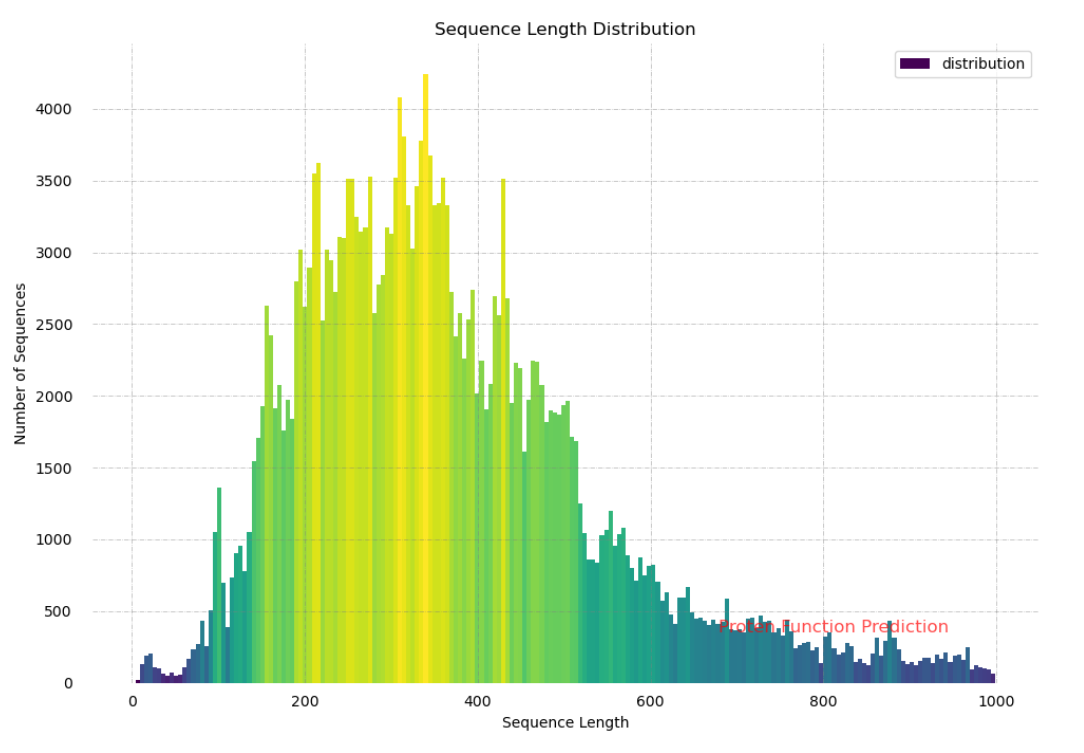 Sequence Length Distribution
distribution
4000
3500
3000
2500
2000
1500
1000
500
0
Number of Sequences
Proten Function Prediction
0 200 400 600 800 1000
Sequence Length